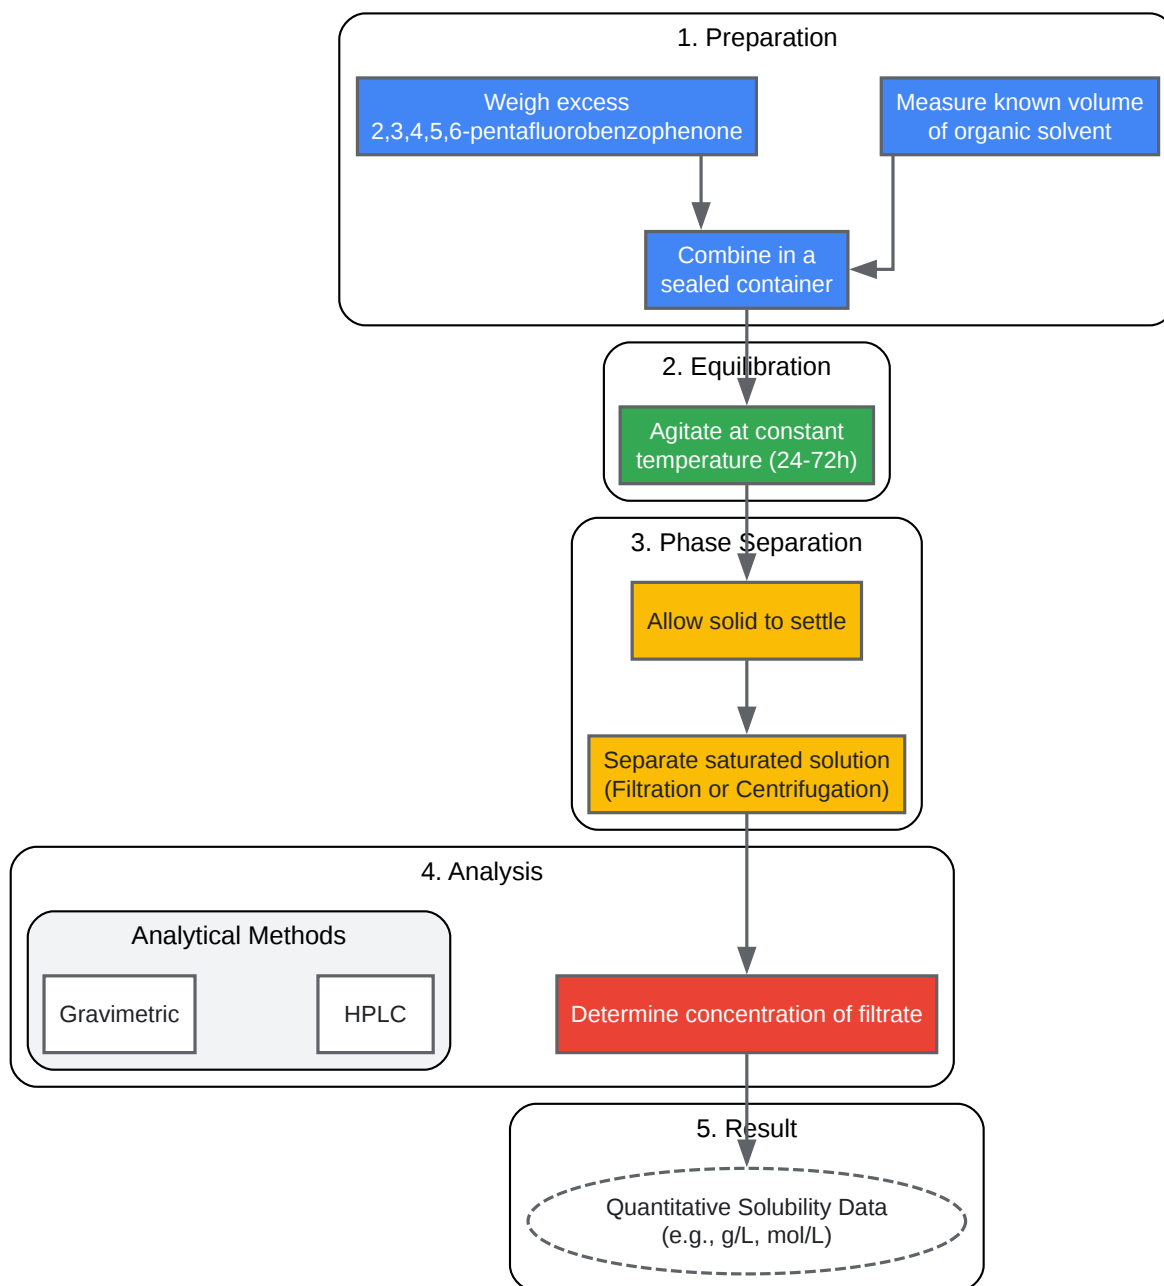 1. Preparation
Weigh excess
2,3,4,5,6-pentafluorobenzophenone
Measure known volume
of organic solvent
Combine in a
sealed container
2. Equilibration
Agitate at constant
temperature (24-72h)
3. Phase Separation
Allow solid to settle
Separate saturated solution
(Filtration or Centrifugation)
4. Analysis
Analytical Methods
Gravimetric
HPLC
Determine concentration of filtrate
5. Result
Quantitative Solubility Data
(e.g., g/L, mol/L)